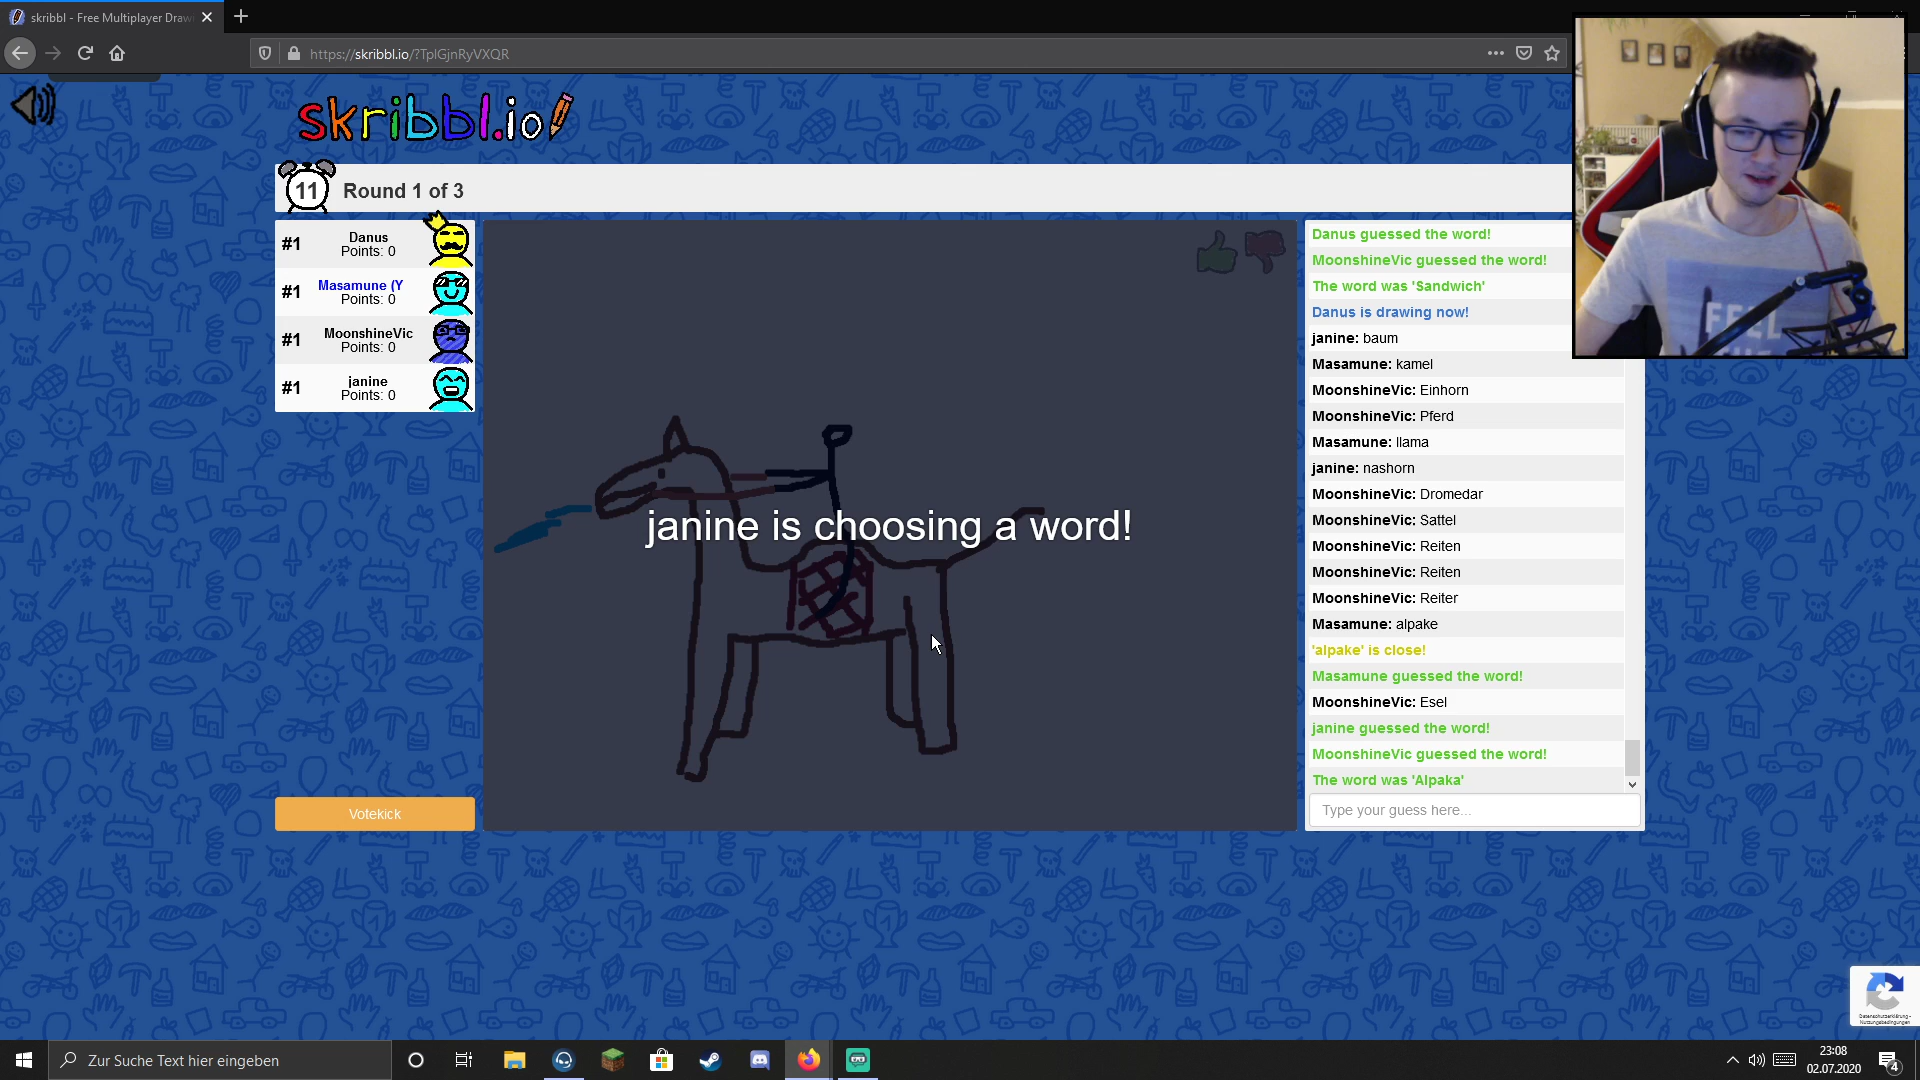 skribbl - Free Multiplayer Draw
https://skribbl.io/?TplGjnRyVXQR
skribbl.io
11
Round 1 of 3
#1
Danus
Points: 0
#1
Masamune (Y
Points: 0
#1
MoonshineVic
Points: 0
#1
janine
Points: 0
Votekick
janine is choosing a word!
Danus guessed the word!
MoonshineVic guessed the word!
The word was 'Sandwich'
Danus is drawing now!
janine: baum
Masamune: kamel
MoonshineVic: Einhorn
MoonshineVic: Pferd
Masamune: llama
janine: nashorn
MoonshineVic: Dromedar
MoonshineVic: Sattel
MoonshineVic: Reiten
MoonshineVic: Reiten
MoonshineVic: Reiter
Masamune: alpake
'alpake' is close!
Masamune guessed the word!
MoonshineVic: Esel
janine guessed the word!
MoonshineVic guessed the word!
The word was 'Alpaka'
Type your guess here...
FEEL
Datenschutzerklärung -
Nutzungsbedingungen
Zur Suche Text hier eingeben
23:08
02.07.2020
4